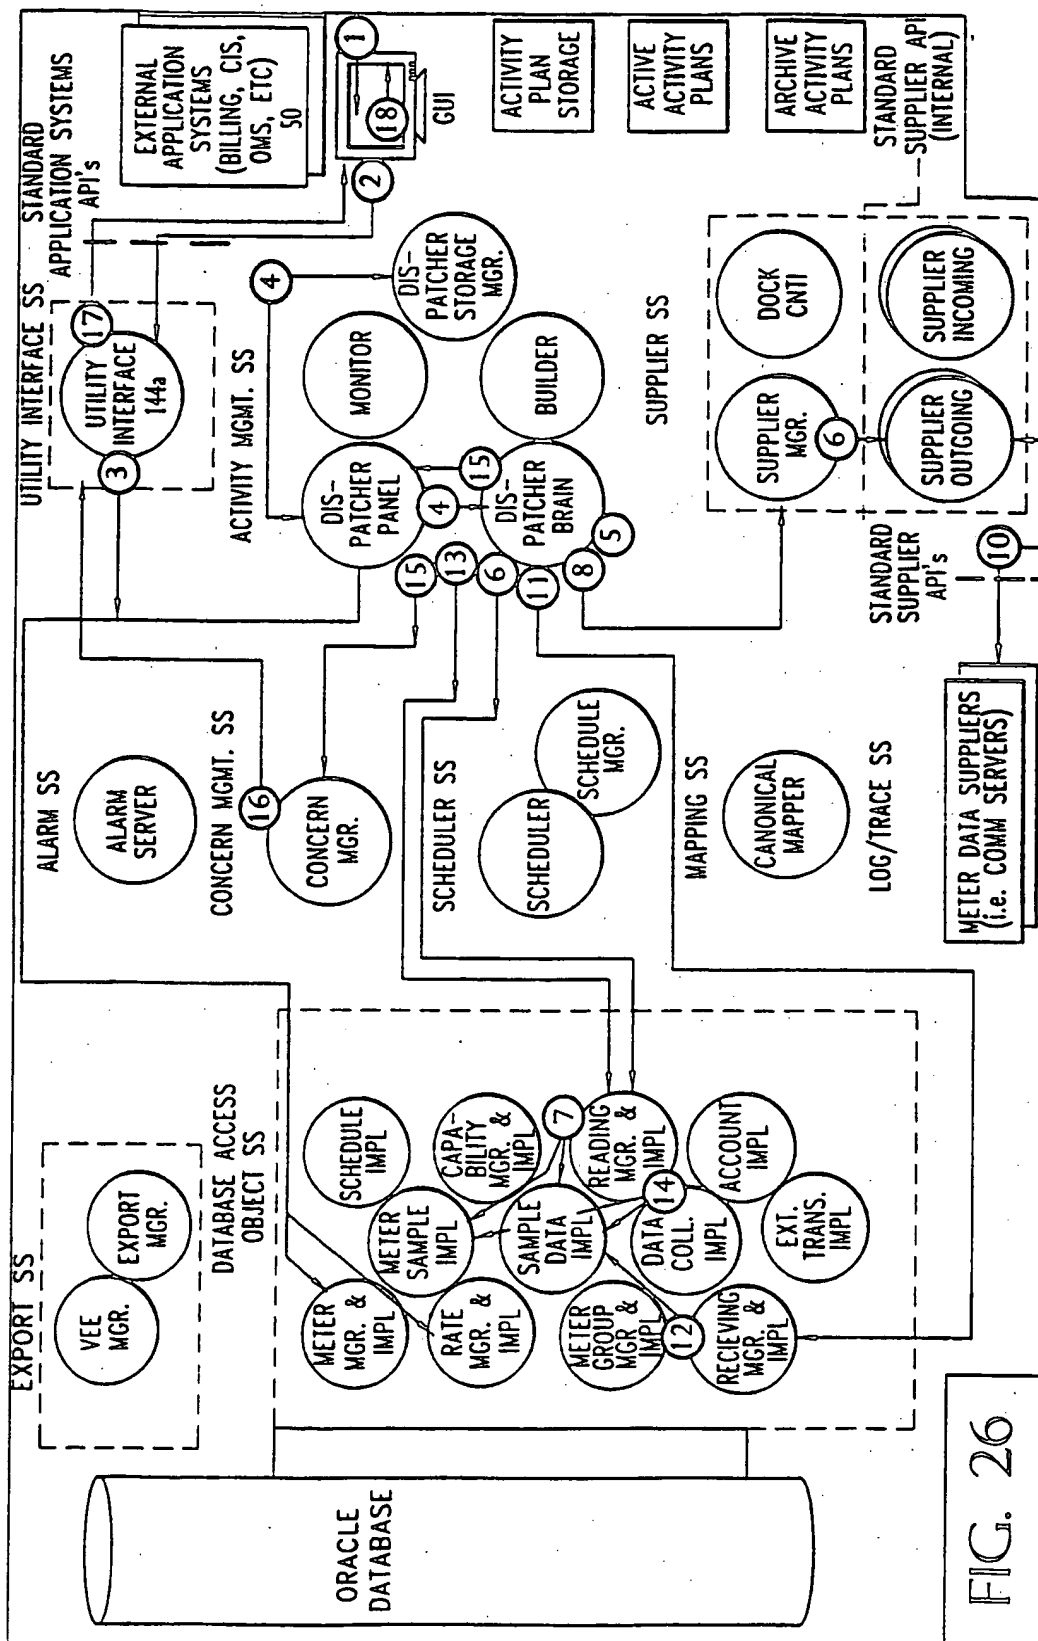 EXPORT SS
VEE
MGR.
EXPORT
MGR.
ALARM SS
ALARM
SERVER
UTILITY INTERFACE SS
UTILITY
INTERFACE
144a
3
17
STANDARD
APPLICATION SYSTEMS
API's
EXTERNAL
APPLICATION
SYSTEMS
(BILLING, CIS,
OMS, ETC)
50
1
18
2
GUI
DATABASE ACCESS
OBJECT SS
CONCERN MGMT. SS
16
CONCERN
MGR.
ACTIVITY MGMT. SS
4
DIS-
PATCHER
PANEL
MONITOR
DIS-
PATCHER
STORAGE
MGR.
4
15
DIS-
PATCHER
BRAIN
BUILDER
15
13
6
11
8
5
ACTIVITY
PLAN
STORAGE
ACTIVE
ACTIVITY
PLANS
ARCHIVE
ACTIVITY
PLANS
ORACLE
DATABASE
METER
MGR. &
IMPL
METER
SAMPLE
IMPL
SCHEDULE
IMPL
RATE
MGR. &
IMPL
SAMPLE
DATA
IMPL
CAPA-
BILITY
MGR. &
IMPL
7
METER
GROUP
MGR. &
IMPL
DATA
COLL.
IMPL
READING
MGR. &
IMPL
14
12
RECIEVING
MGR. &
IMPL
EXT.
TRANS.
IMPL
ACCOUNT
IMPL
SCHEDULER SS
SCHEDULER
SCHEDULE
MGR.
MAPPING SS
CANONICAL
MAPPER
LOG/TRACE SS
SUPPLIER SS
SUPPLIER
MGR.
DOCK
CNTI
6
SUPPLIER
OUTGOING
SUPPLIER
INCOMING
STANDARD
SUPPLIER API
(INTERNAL)
STANDARD
SUPPLIER
API's
10
METER DATA SUPPLIERS
(i.e. COMM SERVERS)
FIG. 26